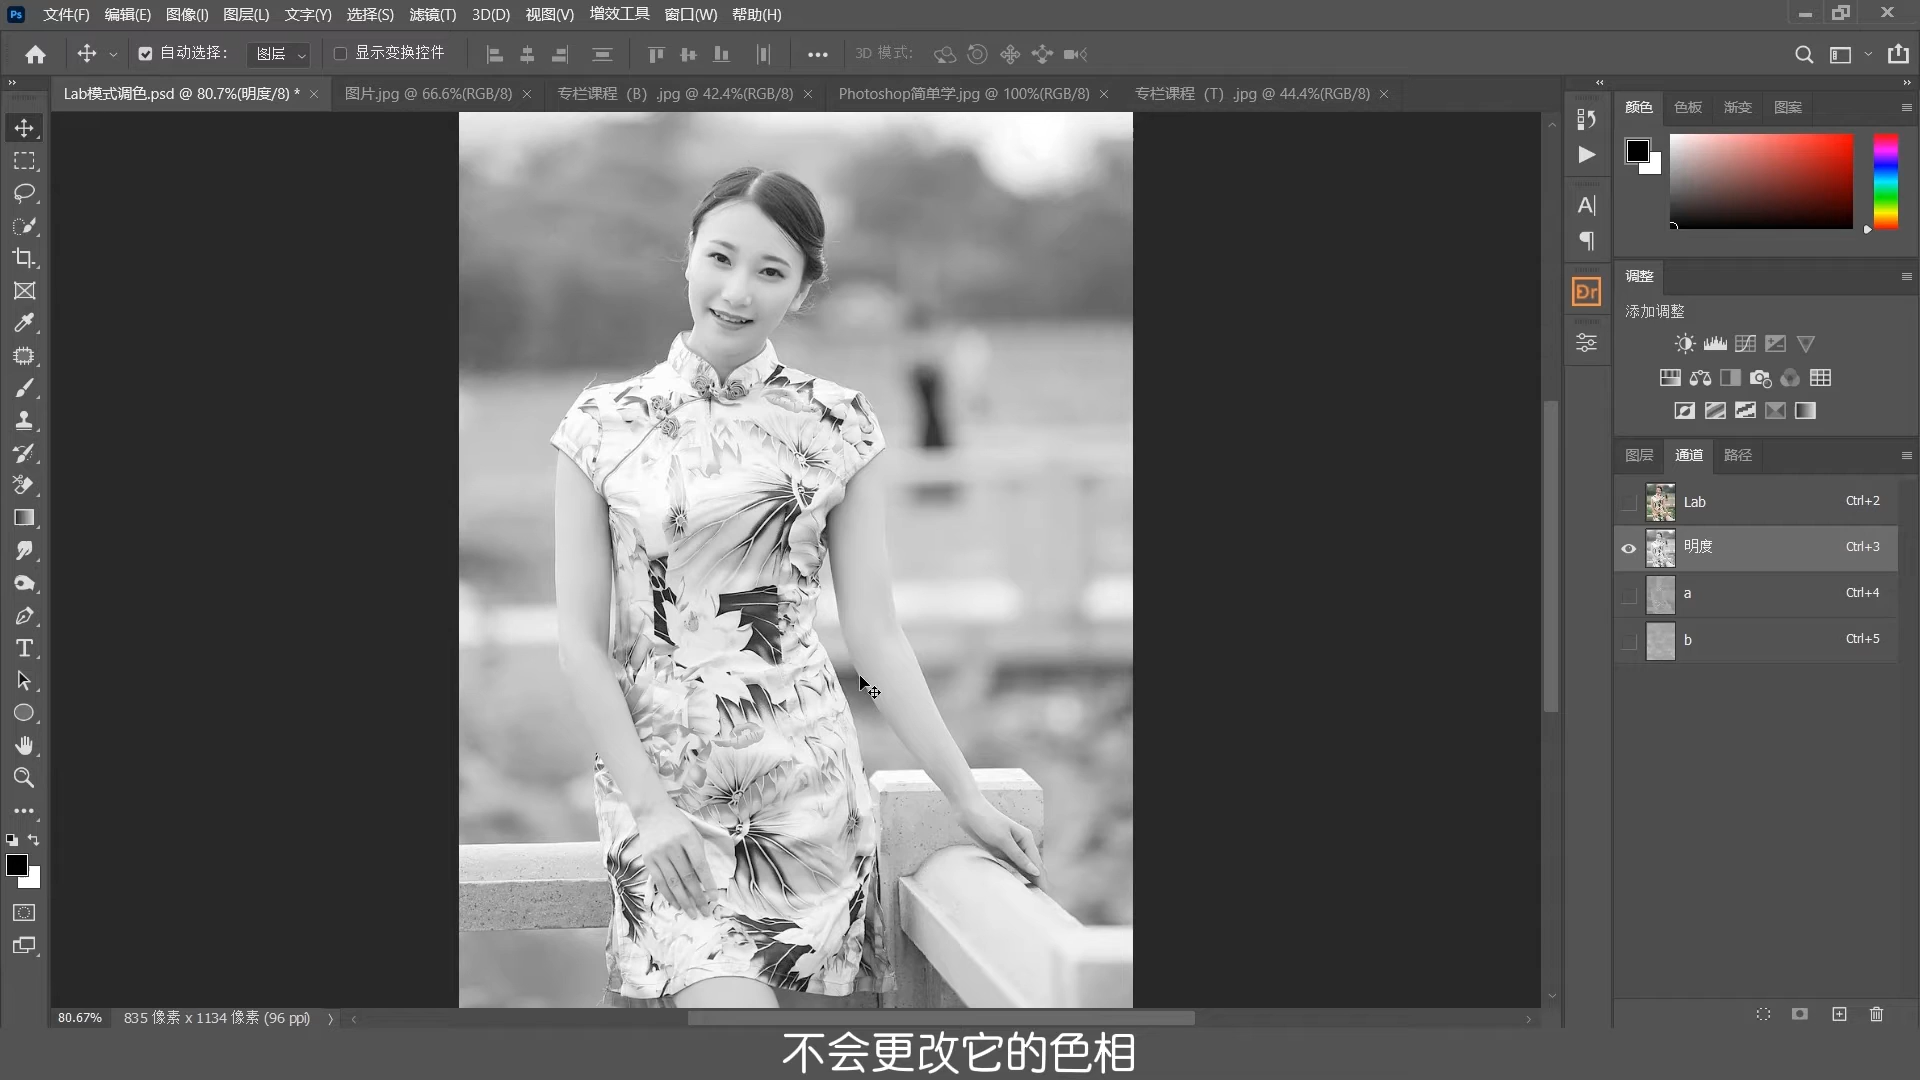 Ps 文件(F) 编辑(E) 图像(I) 图层(L) 文字(Y) 选择(S) 滤镜(T) 3D(D) 视图(V) 增效工具 窗口(W) 帮助(H)
自动选择： 图层 显示变换控件 3D 模式：
Lab模式调色.psd @ 80.7%(明度/8) * 图片.jpg @ 66.6%(RGB/8) 专栏课程（B）.jpg @ 42.4%(RGB/8) Photoshop简单学.jpg @ 100%(RGB/8) 专栏课程（T）.jpg @ 44.4%(RGB/8)
颜色 色板 渐变 图案
Dr
调整
添加调整
图层 通道 路径
Lab Ctrl+2
明度 Ctrl+3
a Ctrl+4
b Ctrl+5
80.67% 835 像素 x 1134 像素 (96 ppi)
不会更改它的色相